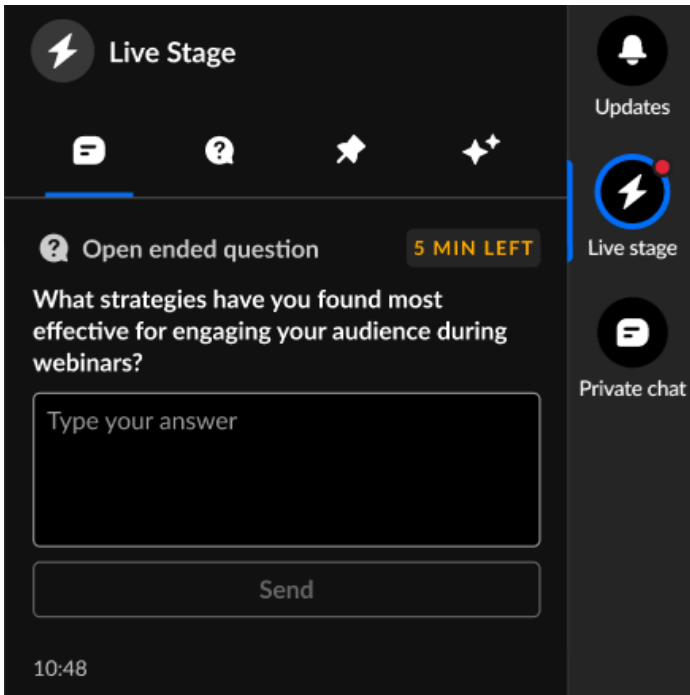 Live Stage
Open ended question
5 MIN LEFT
What strategies have you found most
effective for engaging your audience during
webinars?
Type your answer
Send
10:48
Updates
Live stage
Private chat